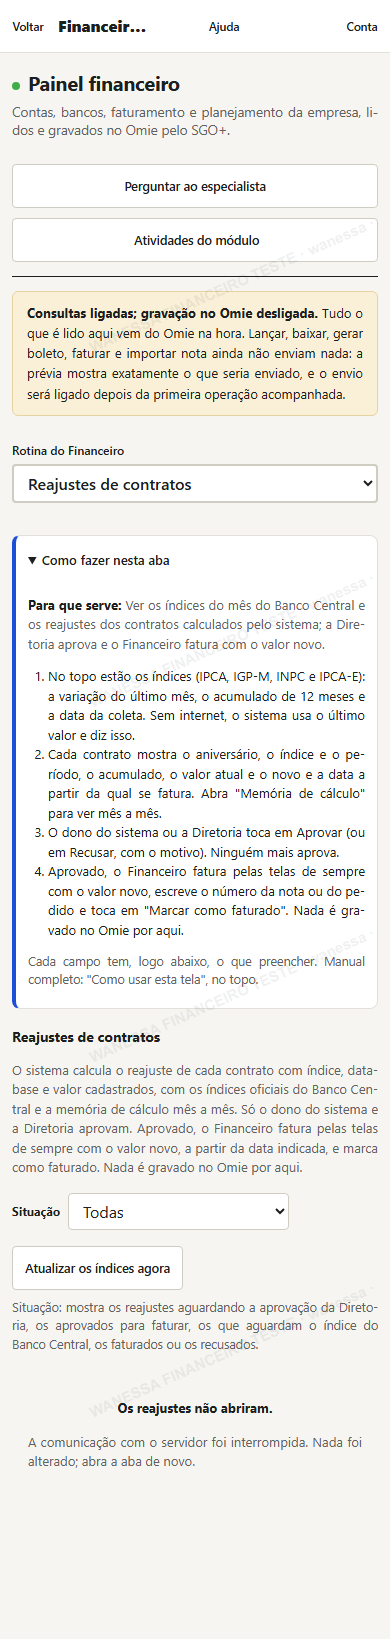 Voltar Financeir... Ajuda Conta
Painel financeiro
Contas, bancos, faturamento e planejamento da empresa, li-
dos e gravados no Omie pelo SGO+.
Perguntar ao especialista
Atividades do módulo
Consultas ligadas; gravação no Omie desligada. Tudo o
que é lido aqui vem do Omie na hora. Lançar, baixar, gerar
boleto, faturar e importar nota ainda não enviam nada: a
prévia mostra exatamente o que seria enviado, e o envio
será ligado depois da primeira operação acompanhada.
Rotina do Financeiro
Reajustes de contratos
▼ Como fazer nesta aba
Para que serve: Ver os índices do mês do Banco Central e
os reajustes dos contratos calculados pelo sistema; a Dire-
toria aprova e o Financeiro fatura com o valor novo.
1. No topo estão os índices (IPCA, IGP-M, INPC e IPCA-E):
a variação do último mês, o acumulado de 12 meses e
a data da coleta. Sem internet, o sistema usa o último
valor e diz isso.
2. Cada contrato mostra o aniversário, o índice e o pe-
ríodo, o acumulado, o valor atual e o novo e a data a
partir da qual se fatura. Abra "Memória de cálculo"
para ver mês a mês.
3. O dono do sistema ou a Diretoria toca em Aprovar (ou
em Recusar, com o motivo). Ninguém mais aprova.
4. Aprovado, o Financeiro fatura pelas telas de sempre
com o valor novo, escreve o número da nota ou do pe-
dido e toca em "Marcar como faturado". Nada é gra-
vado no Omie por aqui.
Cada campo tem, logo abaixo, o que preencher. Manual
completo: "Como usar esta tela", no topo.
Reajustes de contratos
O sistema calcula o reajuste de cada contrato com índice, data-
base e valor cadastrados, com os índices oficiais do Banco Cen-
tral e a memória de cálculo mês a mês. Só o dono do sistema e
a Diretoria aprovam. Aprovado, o Financeiro fatura pelas telas
de sempre com o valor novo, a partir da data indicada, e marca
como faturado. Nada é gravado no Omie por aqui.
Situação Todas
Atualizar os índices agora
Situação: mostra os reajustes aguardando a aprovação da Direto-
ria, os aprovados para faturar, os que aguardam o índice do
Banco Central, os faturados ou os recusados.
Os reajustes não abriram.
A comunicação com o servidor foi interrompida. Nada foi
alterado; abra a aba de novo.
WANESSA FINANCEIRO TESTE · wanessa ·
WANESSA FINANCEIRO TESTE · wanessa ·
WANESSA FINANCEIRO TESTE · wanessa ·
WANESSA FINANCEIRO TESTE · wanessa ·